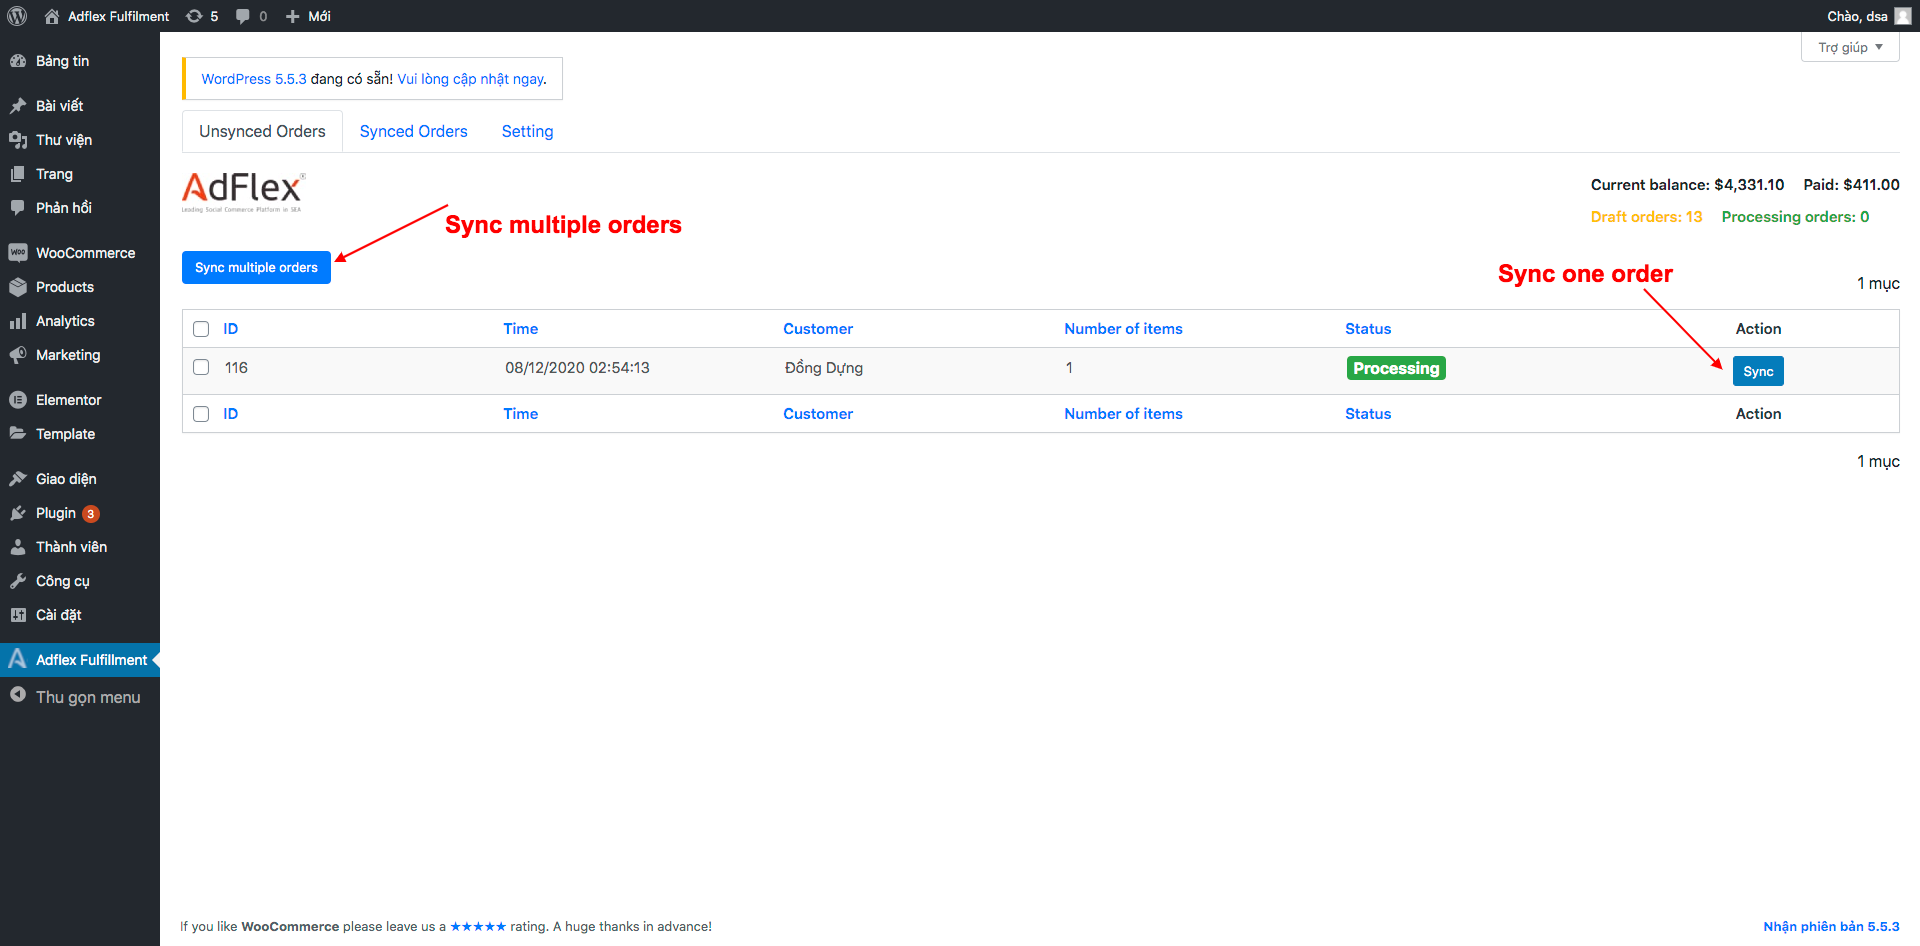 Adflex Fulfilment 5 0 Mới
Chào, dsa
Trợ giúp
Bảng tin
Bài viết
Thư viện
Trang
Phản hồi
WooCommerce
Products
Analytics
Marketing
Elementor
Template
Giao diện
Plugin 3
Thành viên
Công cụ
Cài đặt
Adflex Fulfillment
Thu gọn menu
WordPress 5.5.3 đang có sẵn! Vui lòng cập nhật ngay.
Unsynced Orders Synced Orders Setting
AdFlex
Leading Social Commerce Platform in SEA
Current balance: $4,331.10 Paid: $411.00
Draft orders: 13 Processing orders: 0
Sync multiple orders
Sync multiple orders
Sync one order
1 mục
ID Time Customer Number of items Status Action
116 08/12/2020 02:54:13 Đồng Dựng 1 Processing Sync
ID Time Customer Number of items Status Action
1 mục
If you like WooCommerce please leave us a ★★★★★ rating. A huge thanks in advance!
Nhận phiên bản 5.5.3